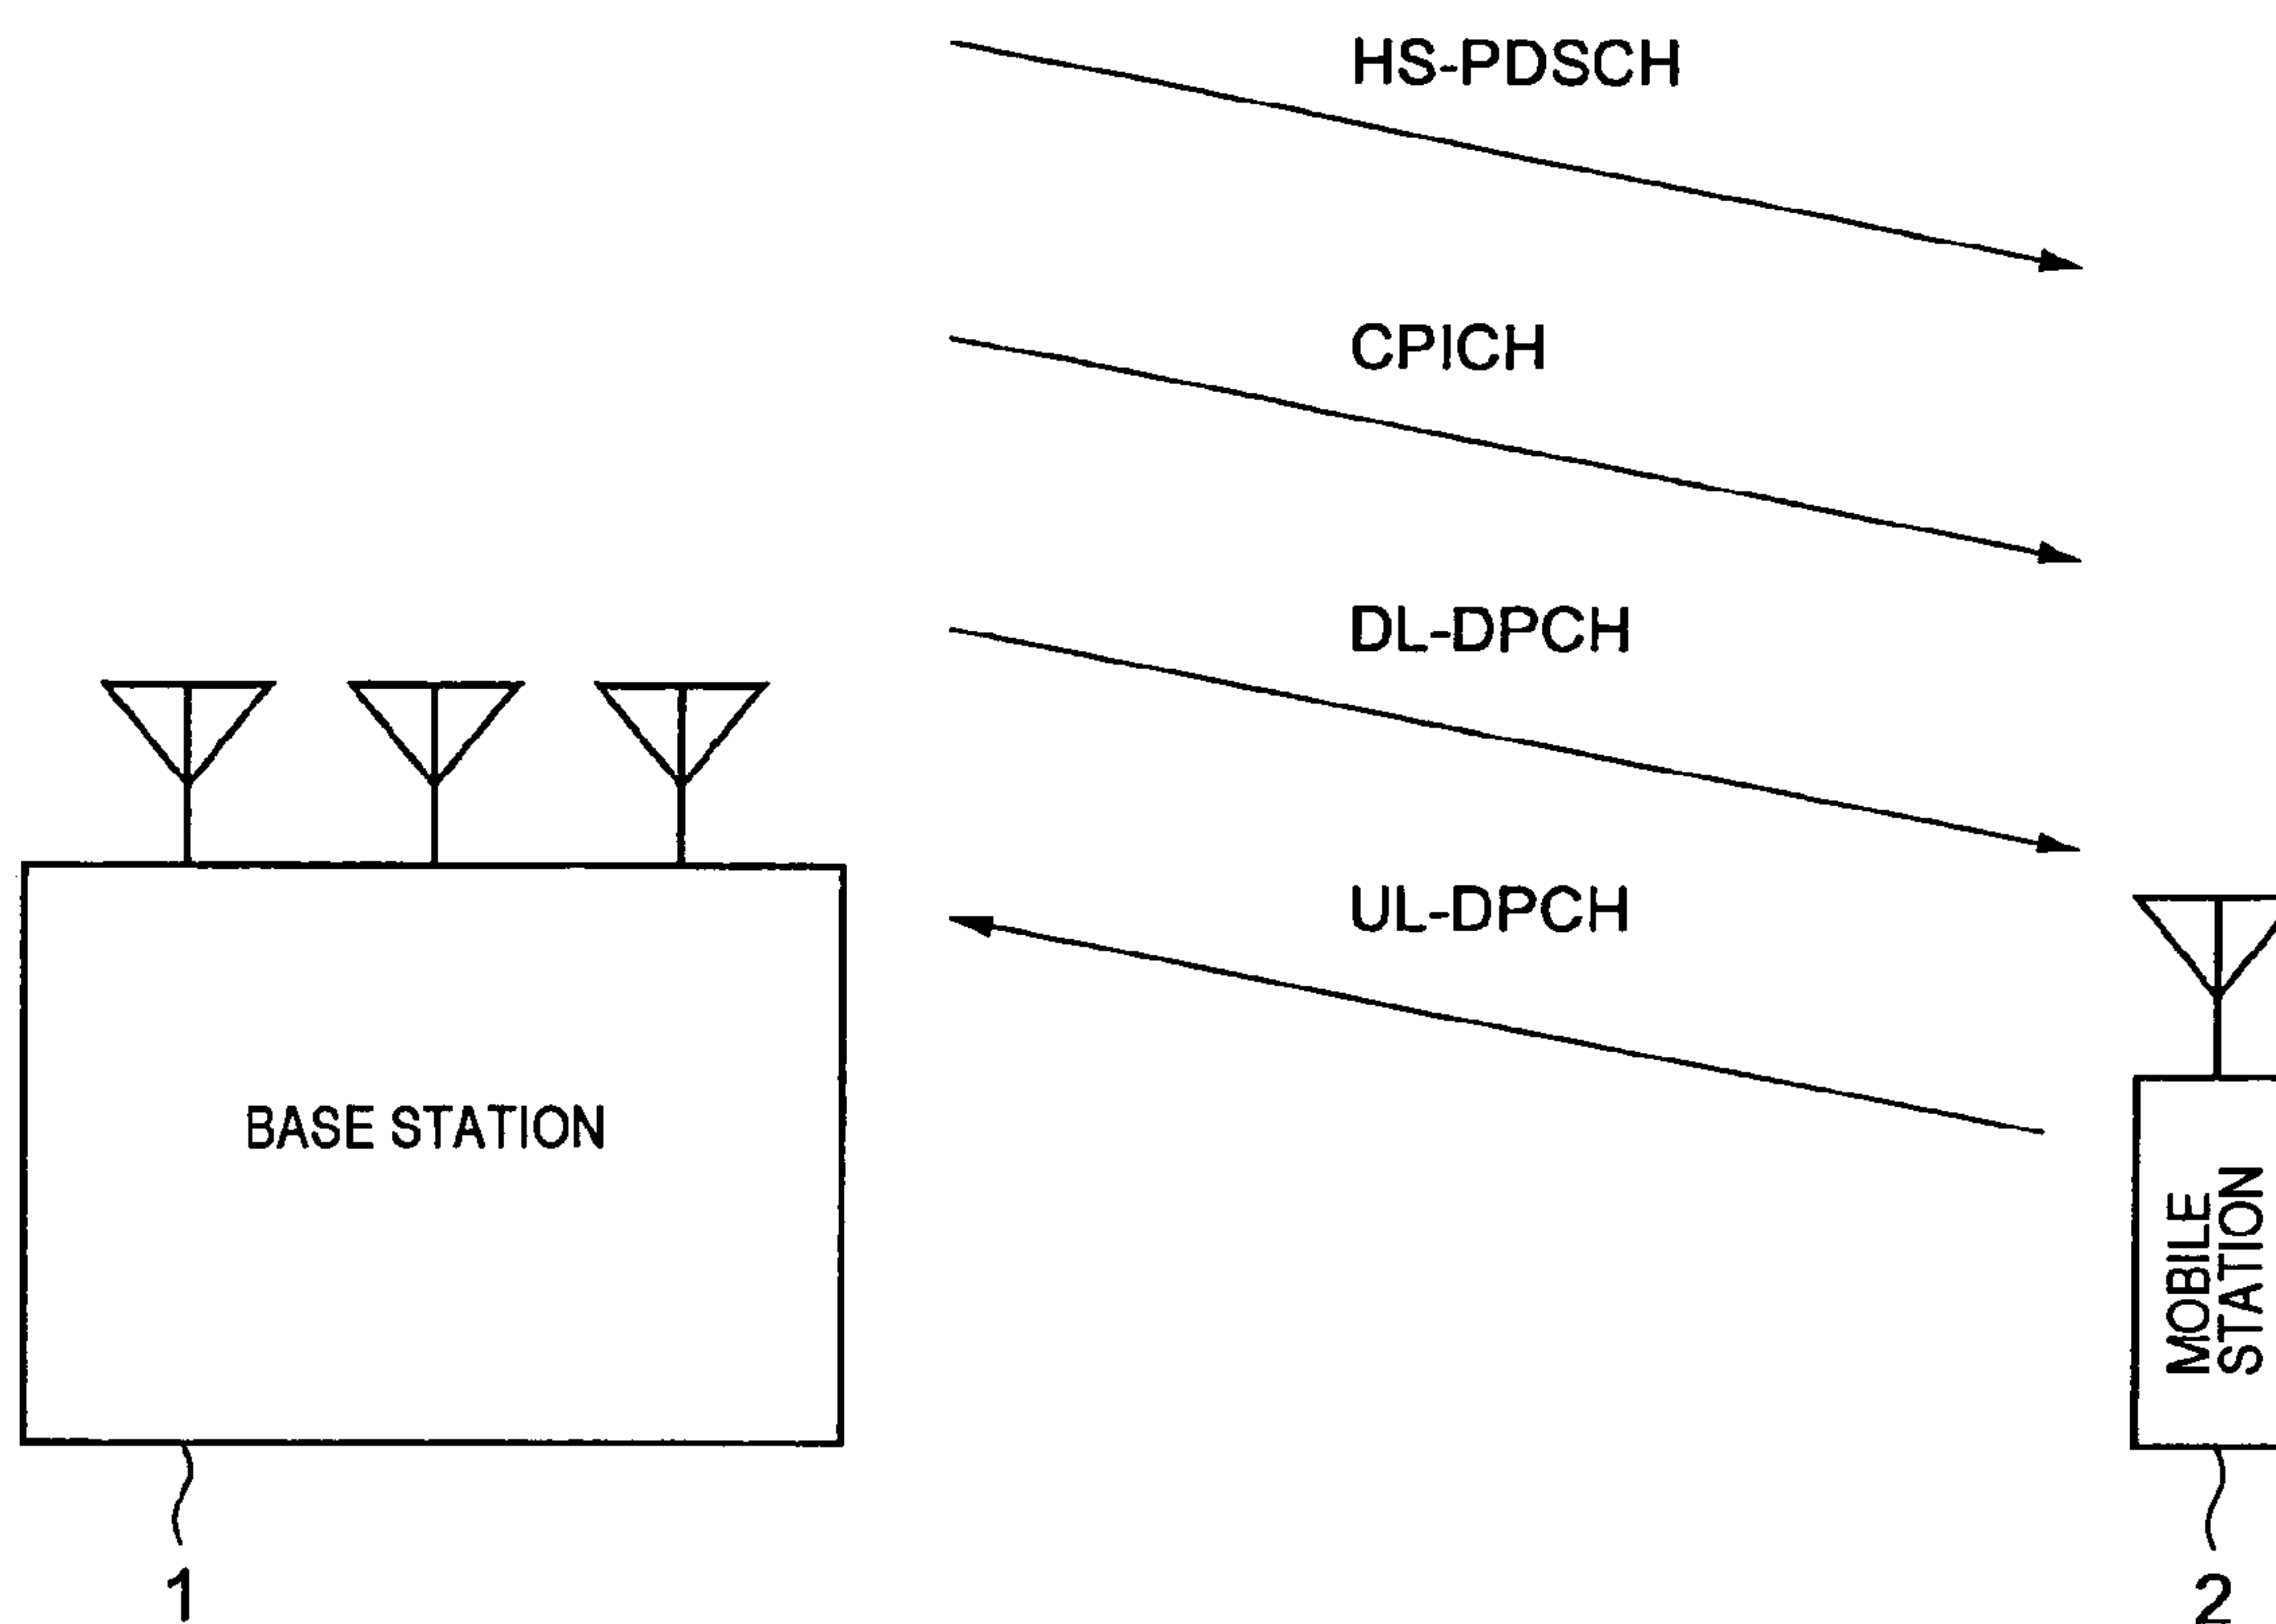 HS-PDSCH
CPICH
DL-DPCH
UL-DPCH
BASE STATION
MOBILE
STATION
1
2